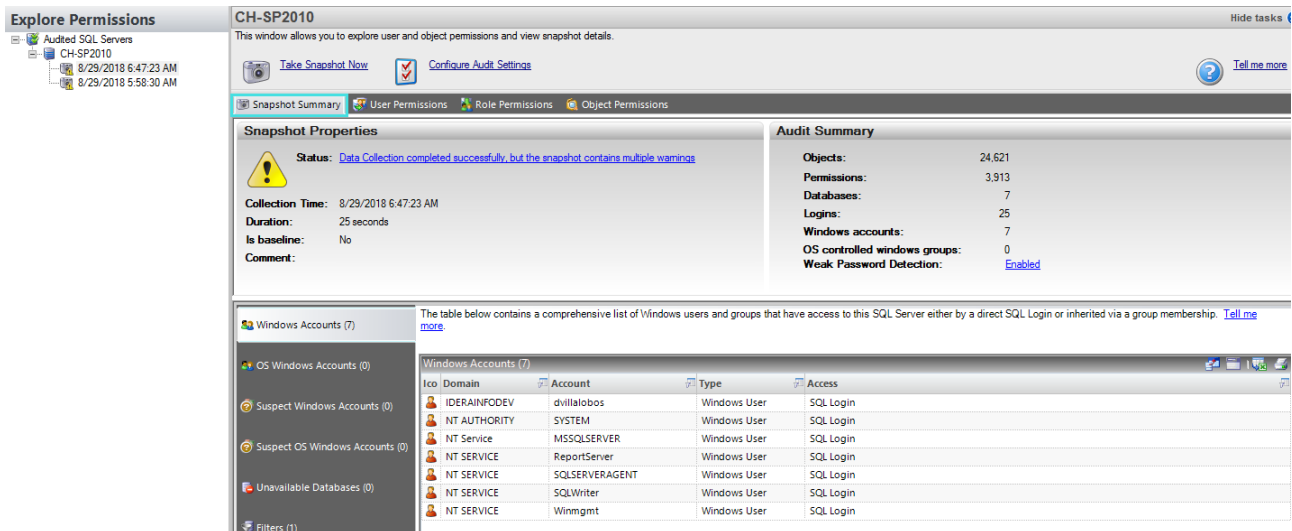 Explore Permissions
Audited SQL Servers
CH-SP2010
8/29/2018 6:47:23 AM
8/29/2018 5:58:30 AM
CH-SP2010
Hide tasks
This window allows you to explore user and object permissions and view snapshot details.
Take Snapshot Now
Configure Audit Settings
Tell me more
Snapshot Summary
User Permissions
Role Permissions
Object Permissions
Snapshot Properties
Status: Data Collection completed successfully, but the snapshot contains multiple warnings
Collection Time: 8/29/2018 6:47:23 AM
Duration: 25 seconds
Is baseline: No
Comment:
Audit Summary
Objects: 24,621
Permissions: 3,913
Databases: 7
Logins: 25
Windows accounts: 7
OS controlled windows groups: 0
Weak Password Detection: Enabled
Windows Accounts (7)
OS Windows Accounts (0)
Suspect Windows Accounts (0)
Suspect OS Windows Accounts (0)
Unavailable Databases (0)
Filters (1)
The table below contains a comprehensive list of Windows users and groups that have access to this SQL Server either by a direct SQL Login or inherited via a group membership. Tell me
more.
Windows Accounts (7)
Ico Domain Account Type Access
IDERAINFODEV dvillalobos Windows User SQL Login
NT AUTHORITY SYSTEM Windows User SQL Login
NT Service MSSQLSERVER Windows User SQL Login
NT SERVICE ReportServer Windows User SQL Login
NT SERVICE SQLSERVERAGENT Windows User SQL Login
NT SERVICE SQLWriter Windows User SQL Login
NT SERVICE Winmgmt Windows User SQL Login